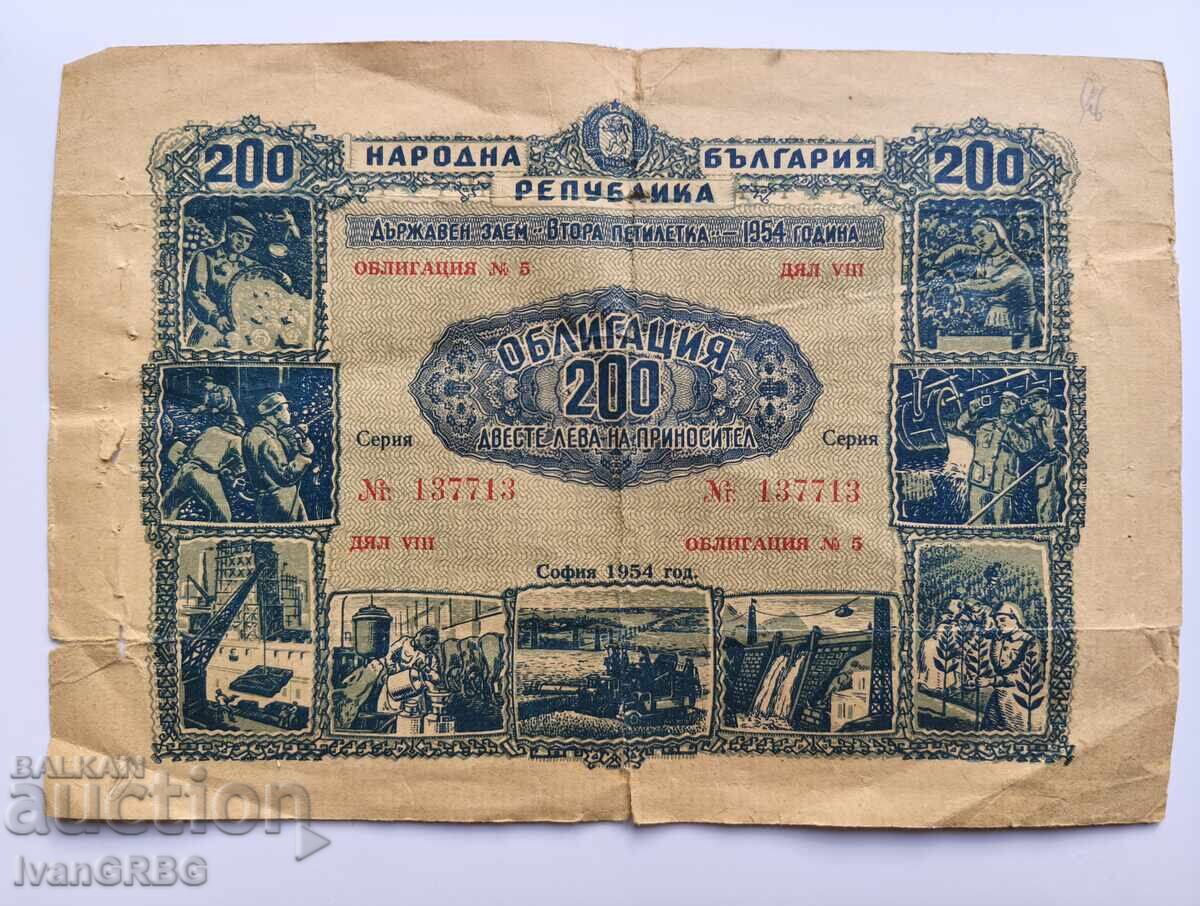 200 НАРОДНА БЪЛГАРИЯ 200
РЕПУБЛИКА
ДЪРЖАВЕН ЗАЕМ "ВТОРА ПЕТИЛЕТКА" - 1954 ГОДИНА
ОБЛИГАЦИЯ № 5 ДЯЛ VIII
ОБЛИГАЦИЯ
200
ДВЕСТЕ ЛЕВА НА ПРИНОСИТЕЛ
Серия Серия
№ 137713 № 137713
ДЯЛ VIII ОБЛИГАЦИЯ № 5
София 1954 год.
BALKAN
auction
IvanGRBG